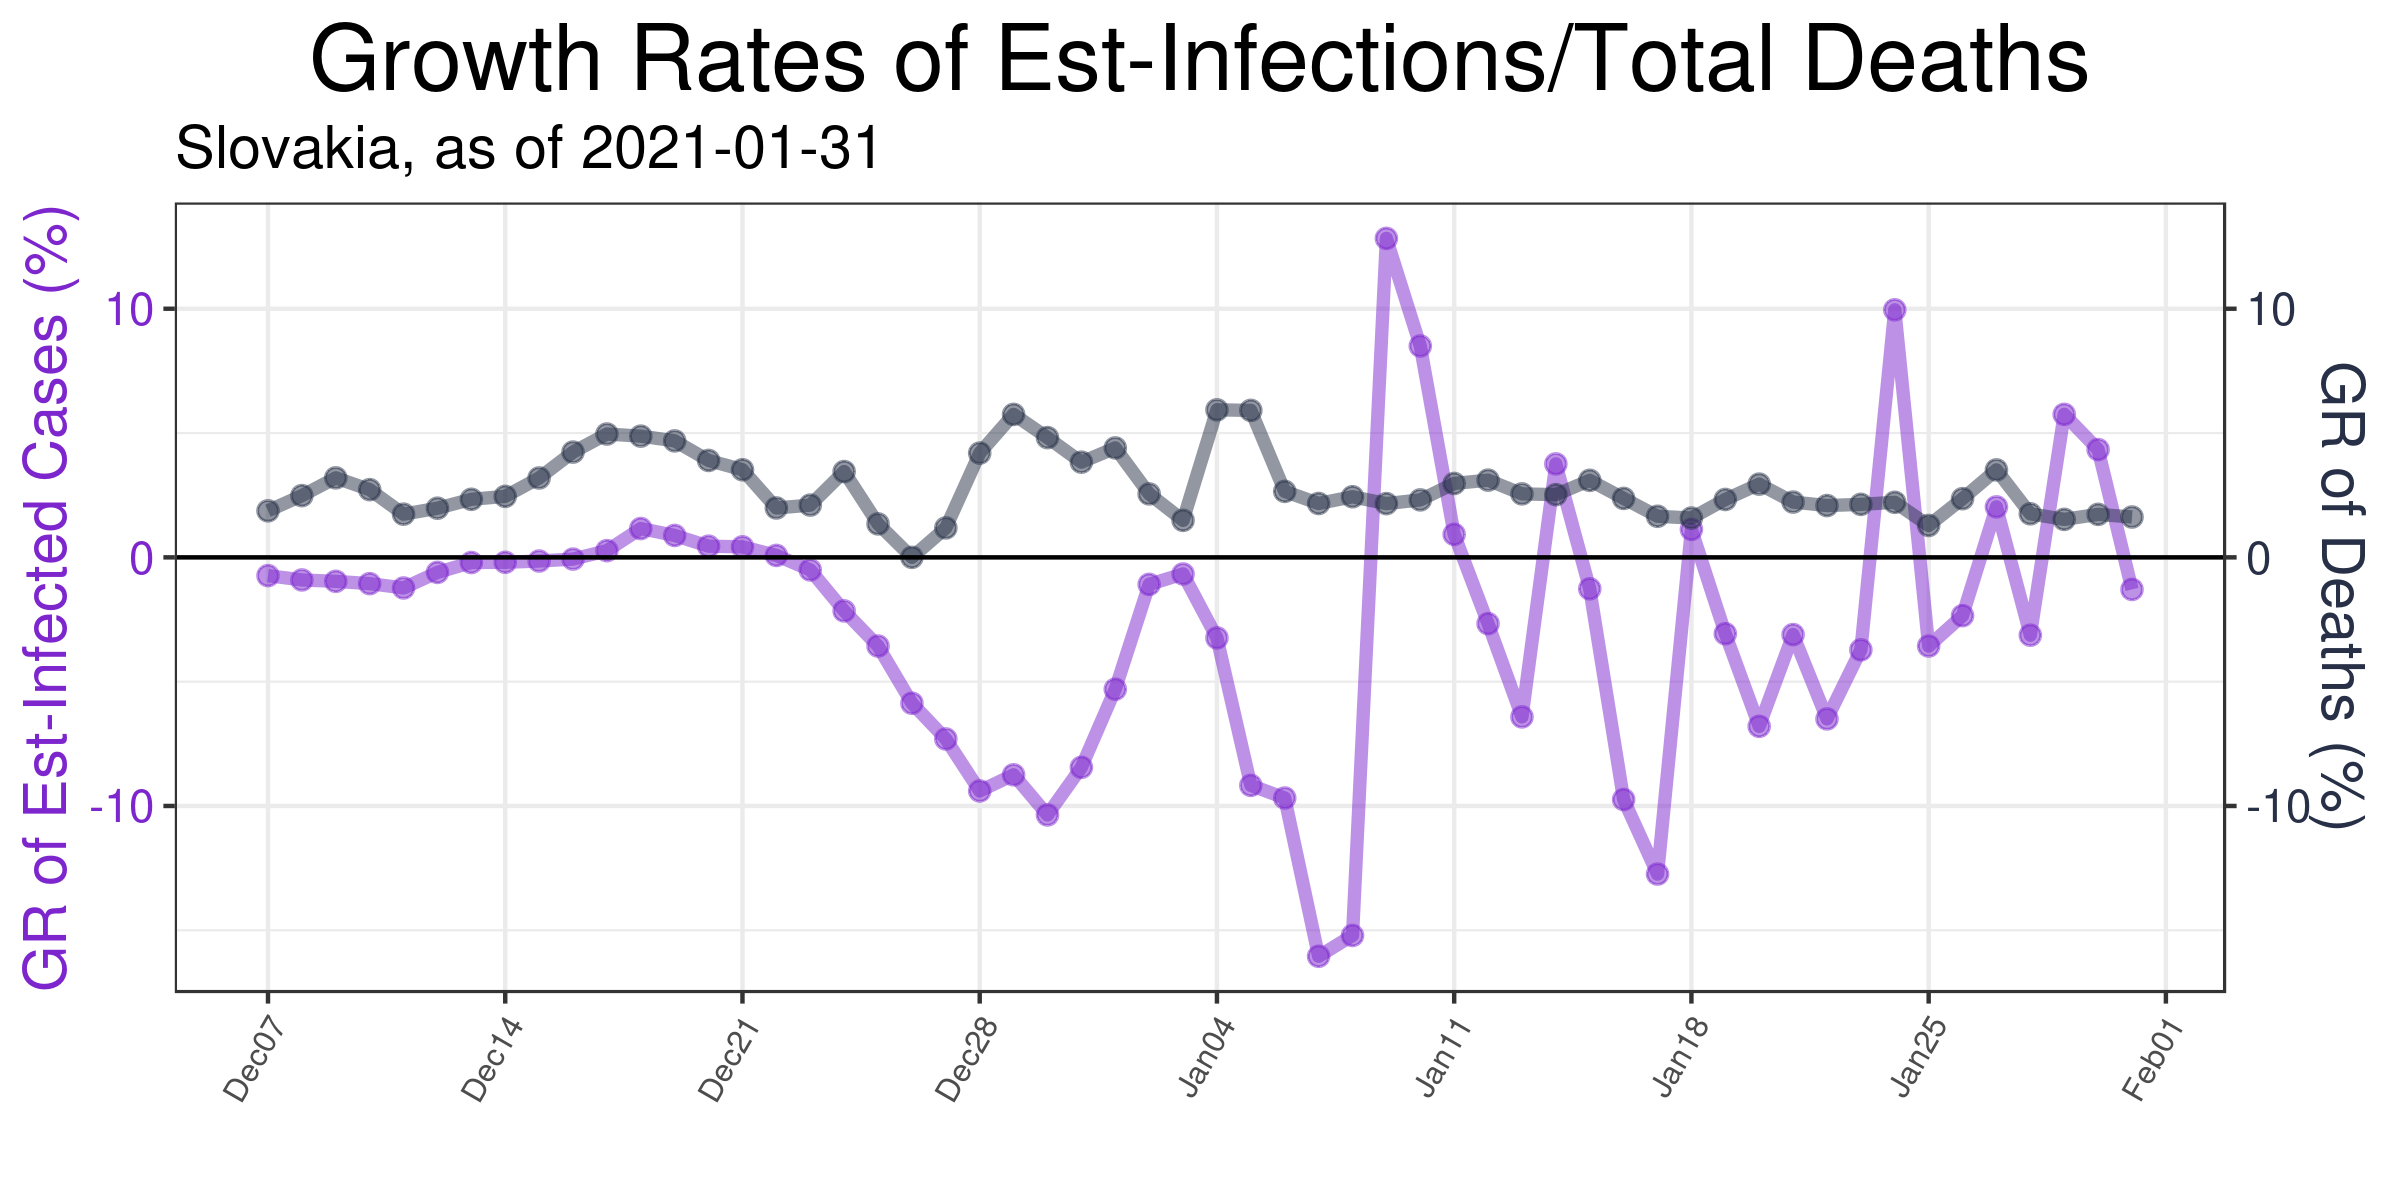 Growth Rates of Est-Infections/Total Deaths
Slovakia, as of 2021-01-31
GR of Est-Infected Cases (%)
10
0
-10
10
0
-10
GR of Deaths (%)
Dec07
Dec14
Dec21
Dec28
Jan04
Jan11
Jan18
Jan25
Feb01